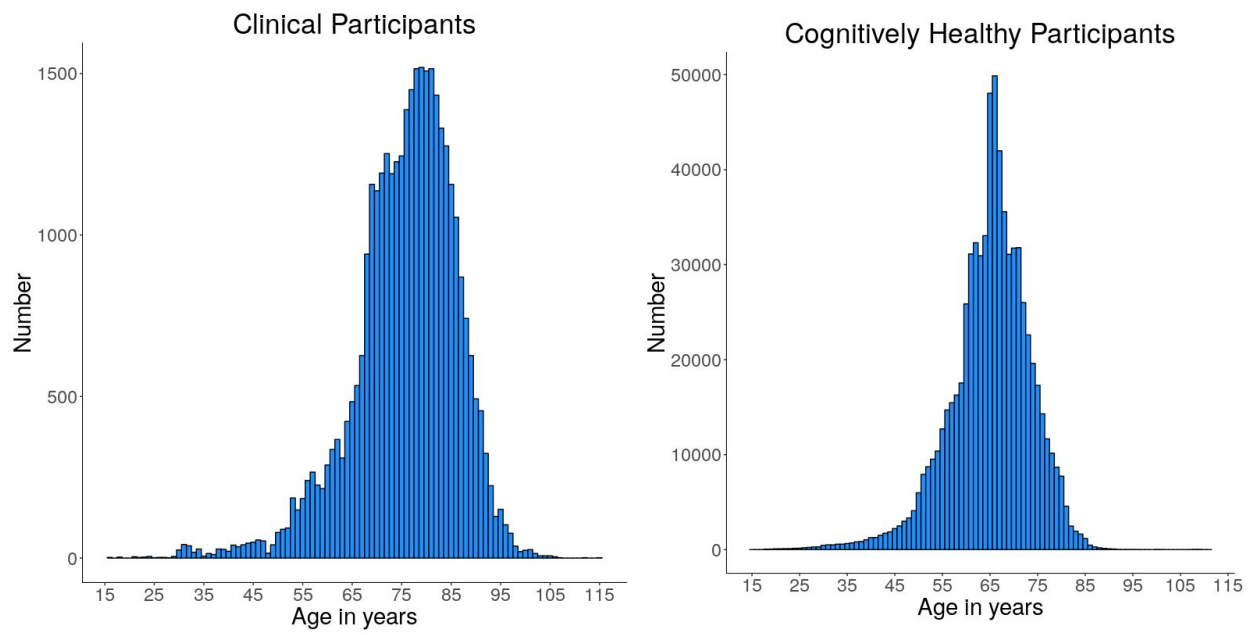 Clinical Participants
1500
1000
500
0
Number
15 25 35 45 55 65 75 85 95 105 115
Age in years
Cognitively Healthy Participants
50000
40000
30000
20000
10000
0
Number
15 25 35 45 55 65 75 85 95 105 115
Age in years